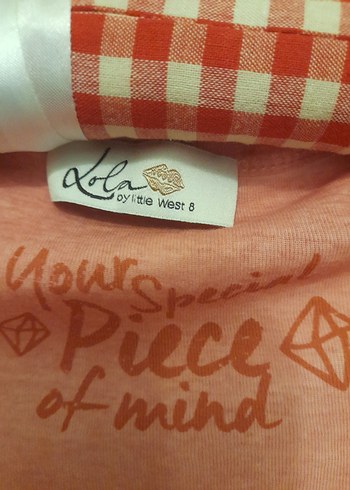 Lola
by little West 8
Your Special
Piece
of mind